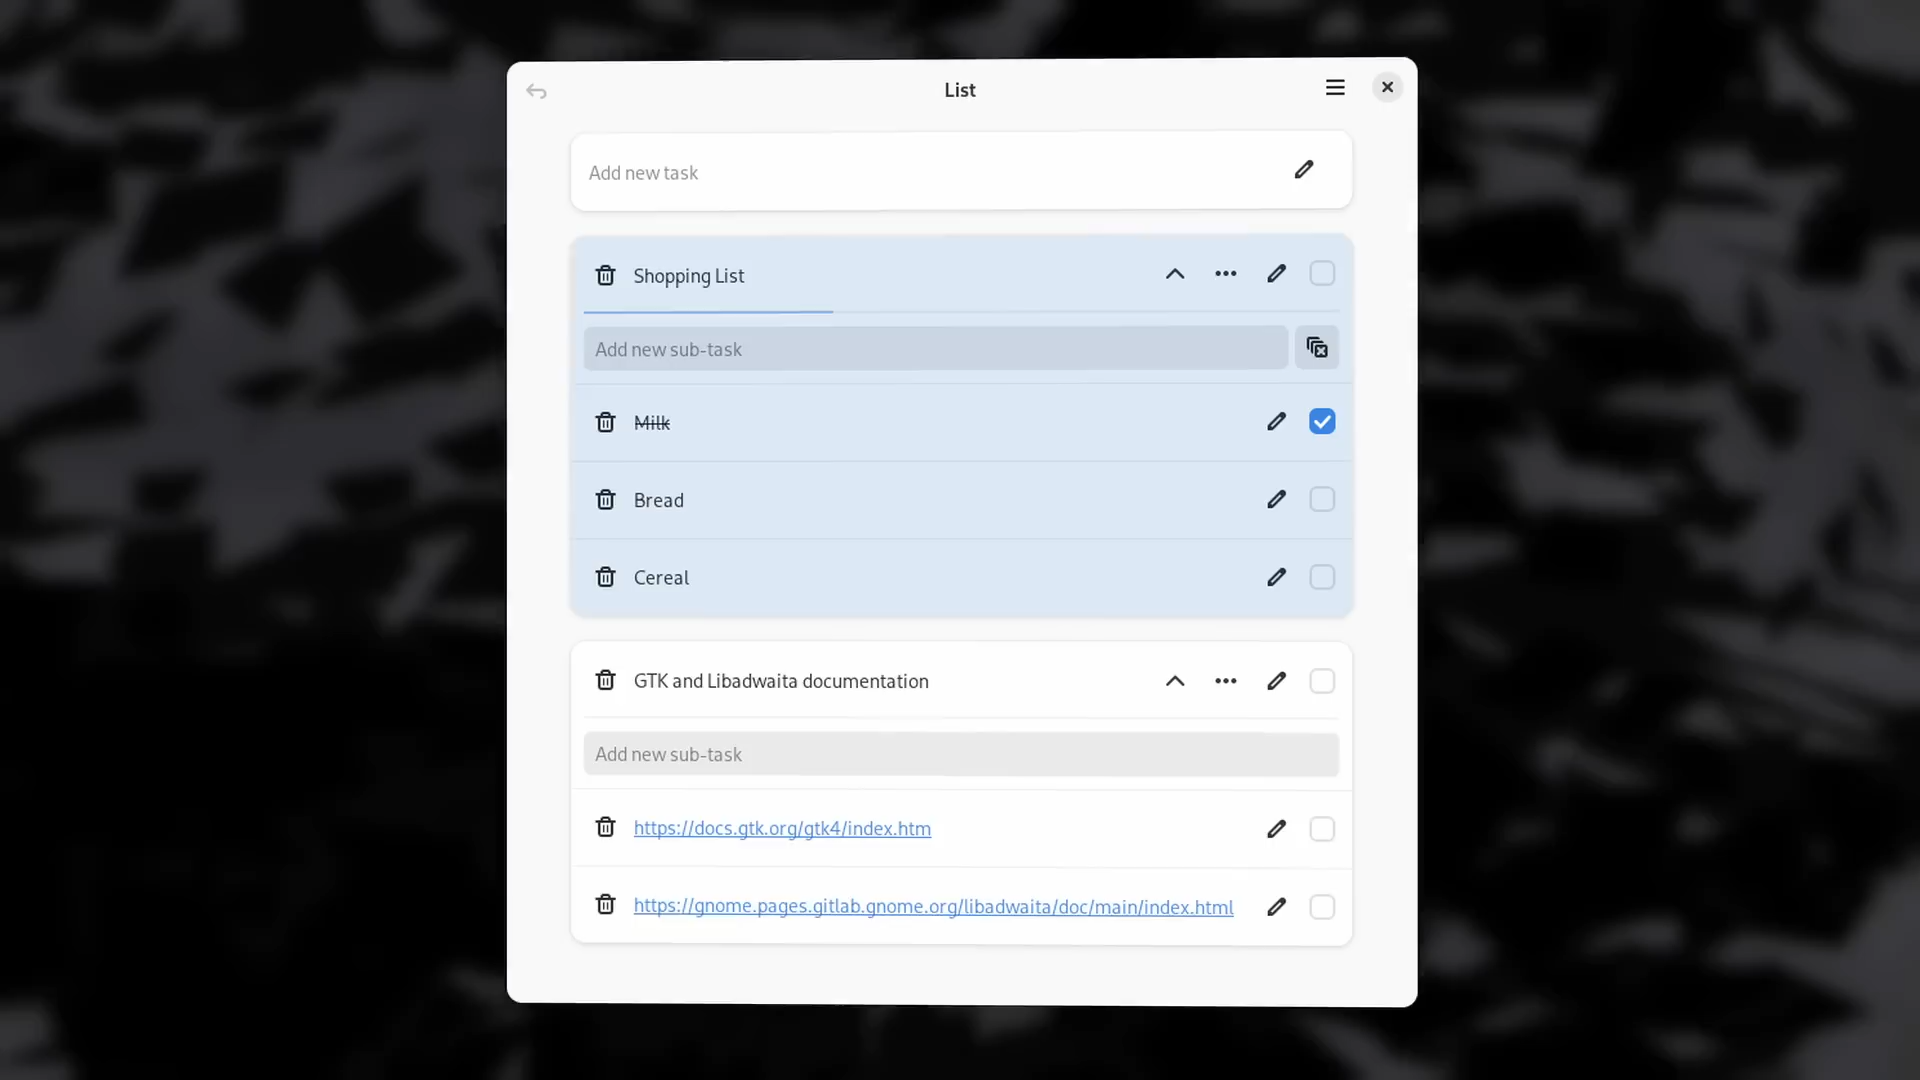 List
Add new task
Shopping List
Add new sub-task
Milk
Bread
Cereal
GTK and Libadwaita documentation
Add new sub-task
https://docs.gtk.org/gtk4/index.htm
https://gnome.pages.gitlab.gnome.org/libadwaita/doc/main/index.html